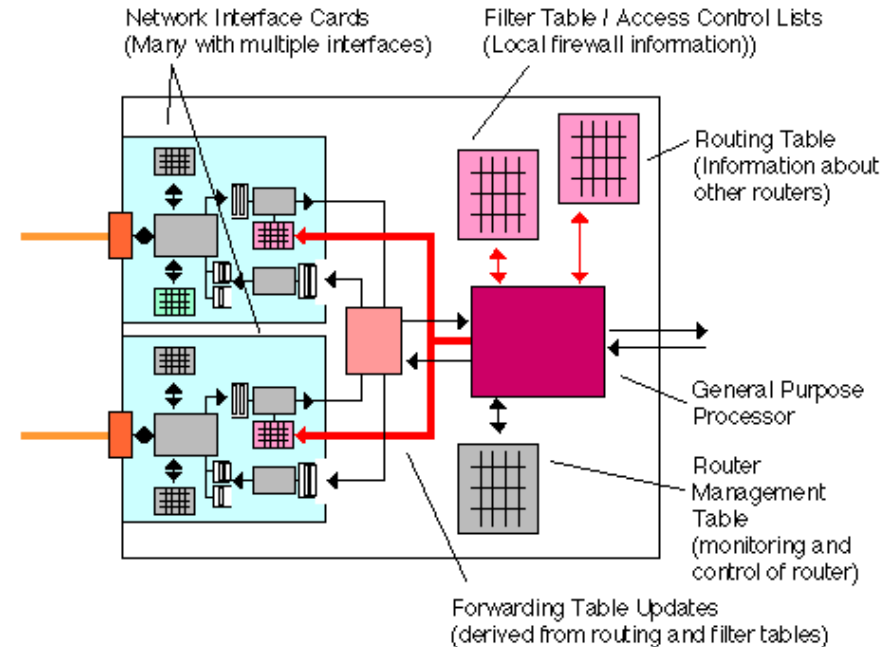 Network Interface Cards
(Many with multiple interfaces)
Filter Table / Access Control Lists
(Local firewall information))
Routing Table
(Information about
other routers)
General Purpose
Processor
Router
Management
Table
(monitoring and
control of router)
Forwarding Table Updates
(derived from routing and filter tables)